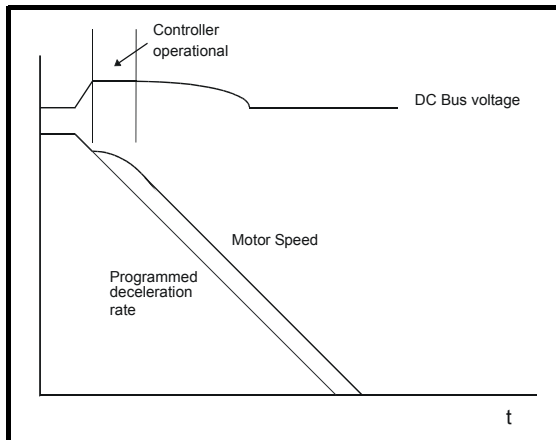 Controller
operational
DC Bus voltage
Motor Speed
Programmed
deceleration
rate
t